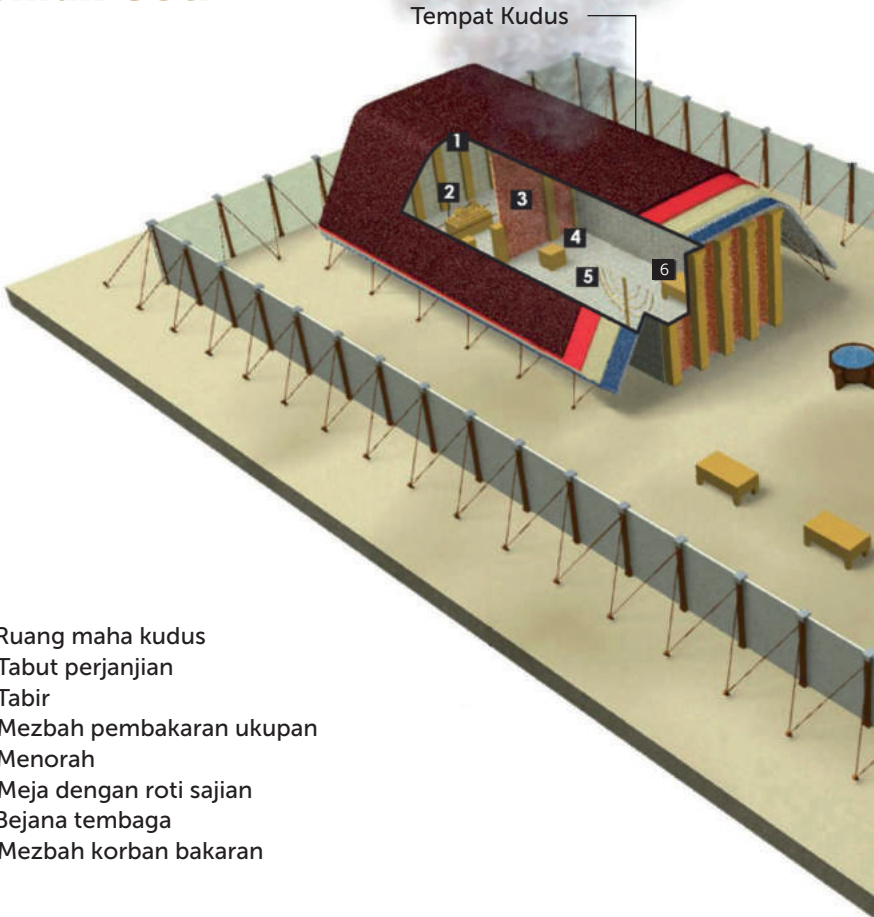 Tempat Kudus
1
2
3
4
5
6
Ruang maha kudus
Tabut perjanjian
Tabir
Mezbah pembakaran ukupan
Menorah
Meja dengan roti sajian
Bejana tembaga
Mezbah korban bakaran